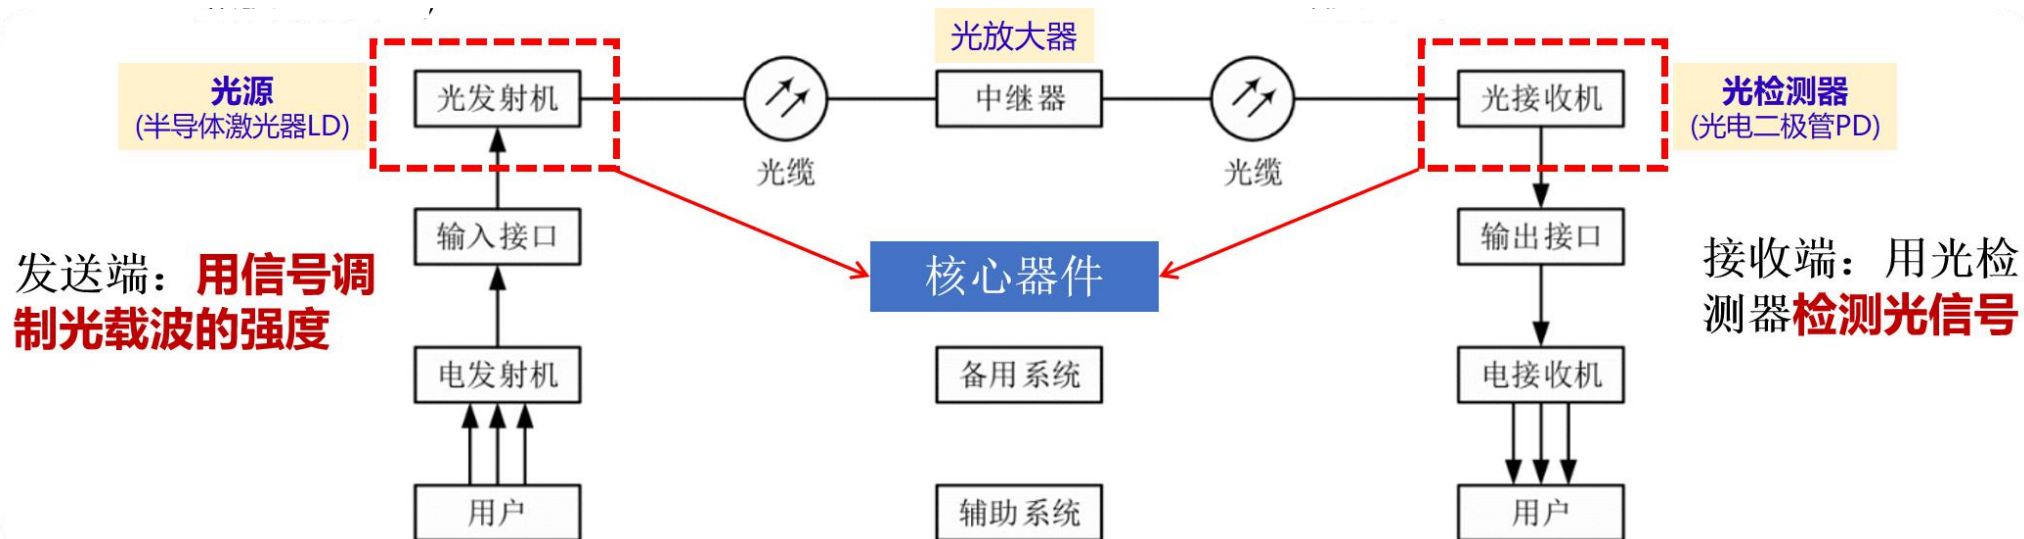 光放大器
光源
(半导体激光器LD)
光发射机
中继器
光接收机
光检测器
(光电二极管PD)
光缆
光缆
输入接口
输出接口
发送端：用信号调
制光载波的强度
核心器件
接收端：用光检
测器检测光信号
电发射机
备用系统
电接收机
用户
辅助系统
用户